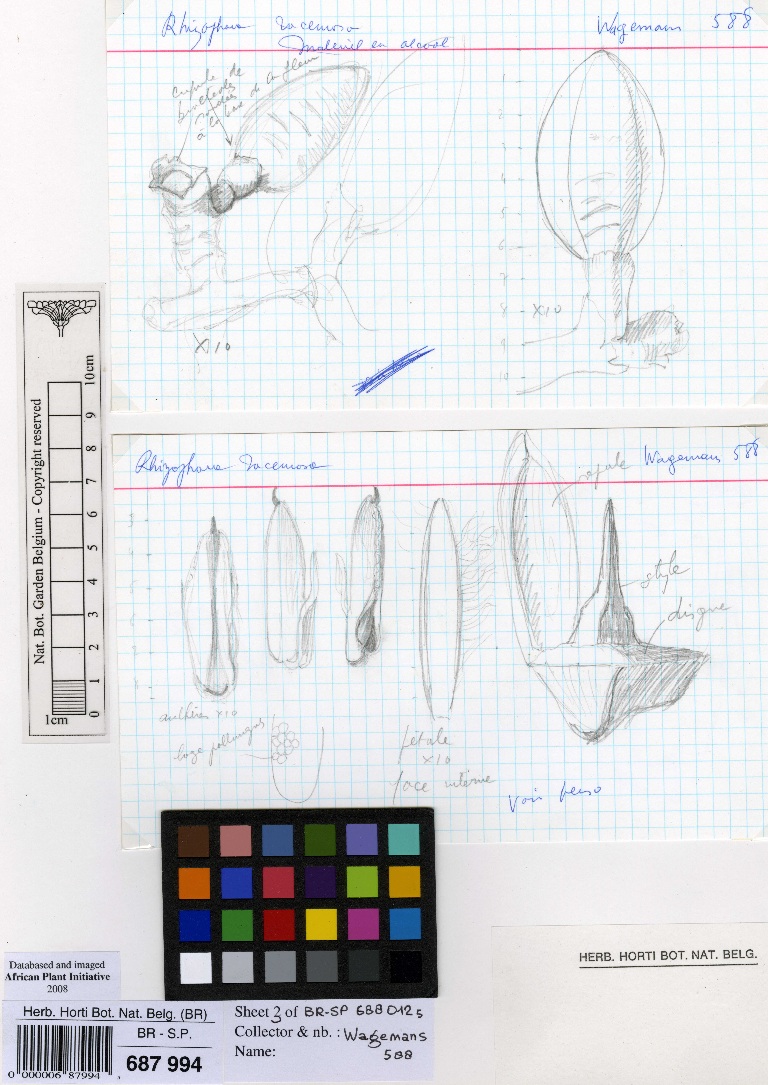 Rhizophora racemosa
Wagemans 588
Matériel en alcool
cupule de
bractéoles
soudées
à la base de la fleur
X10
X10
Rhizophora racemosa
Wagemans 588
sépale
style
disque
anthères x10
loge pollinique
pétale
x10
face interne
voir verso
Nat. Bot. Garden Belgium - Copyright reserved
10cm
9
8
7
6
5
4
3
2
1
0
1cm
HERB. HORTI BOT. NAT. BELG.
Databased and imaged
African Plant Initiative
2008
Herb. Horti Bot. Nat. Belg. (BR)
BR - S.P.
687 994
0 000006 87994
Sheet 3 of BR-SP 688 012 5
Collector & nb. : Wagemans
588
Name: